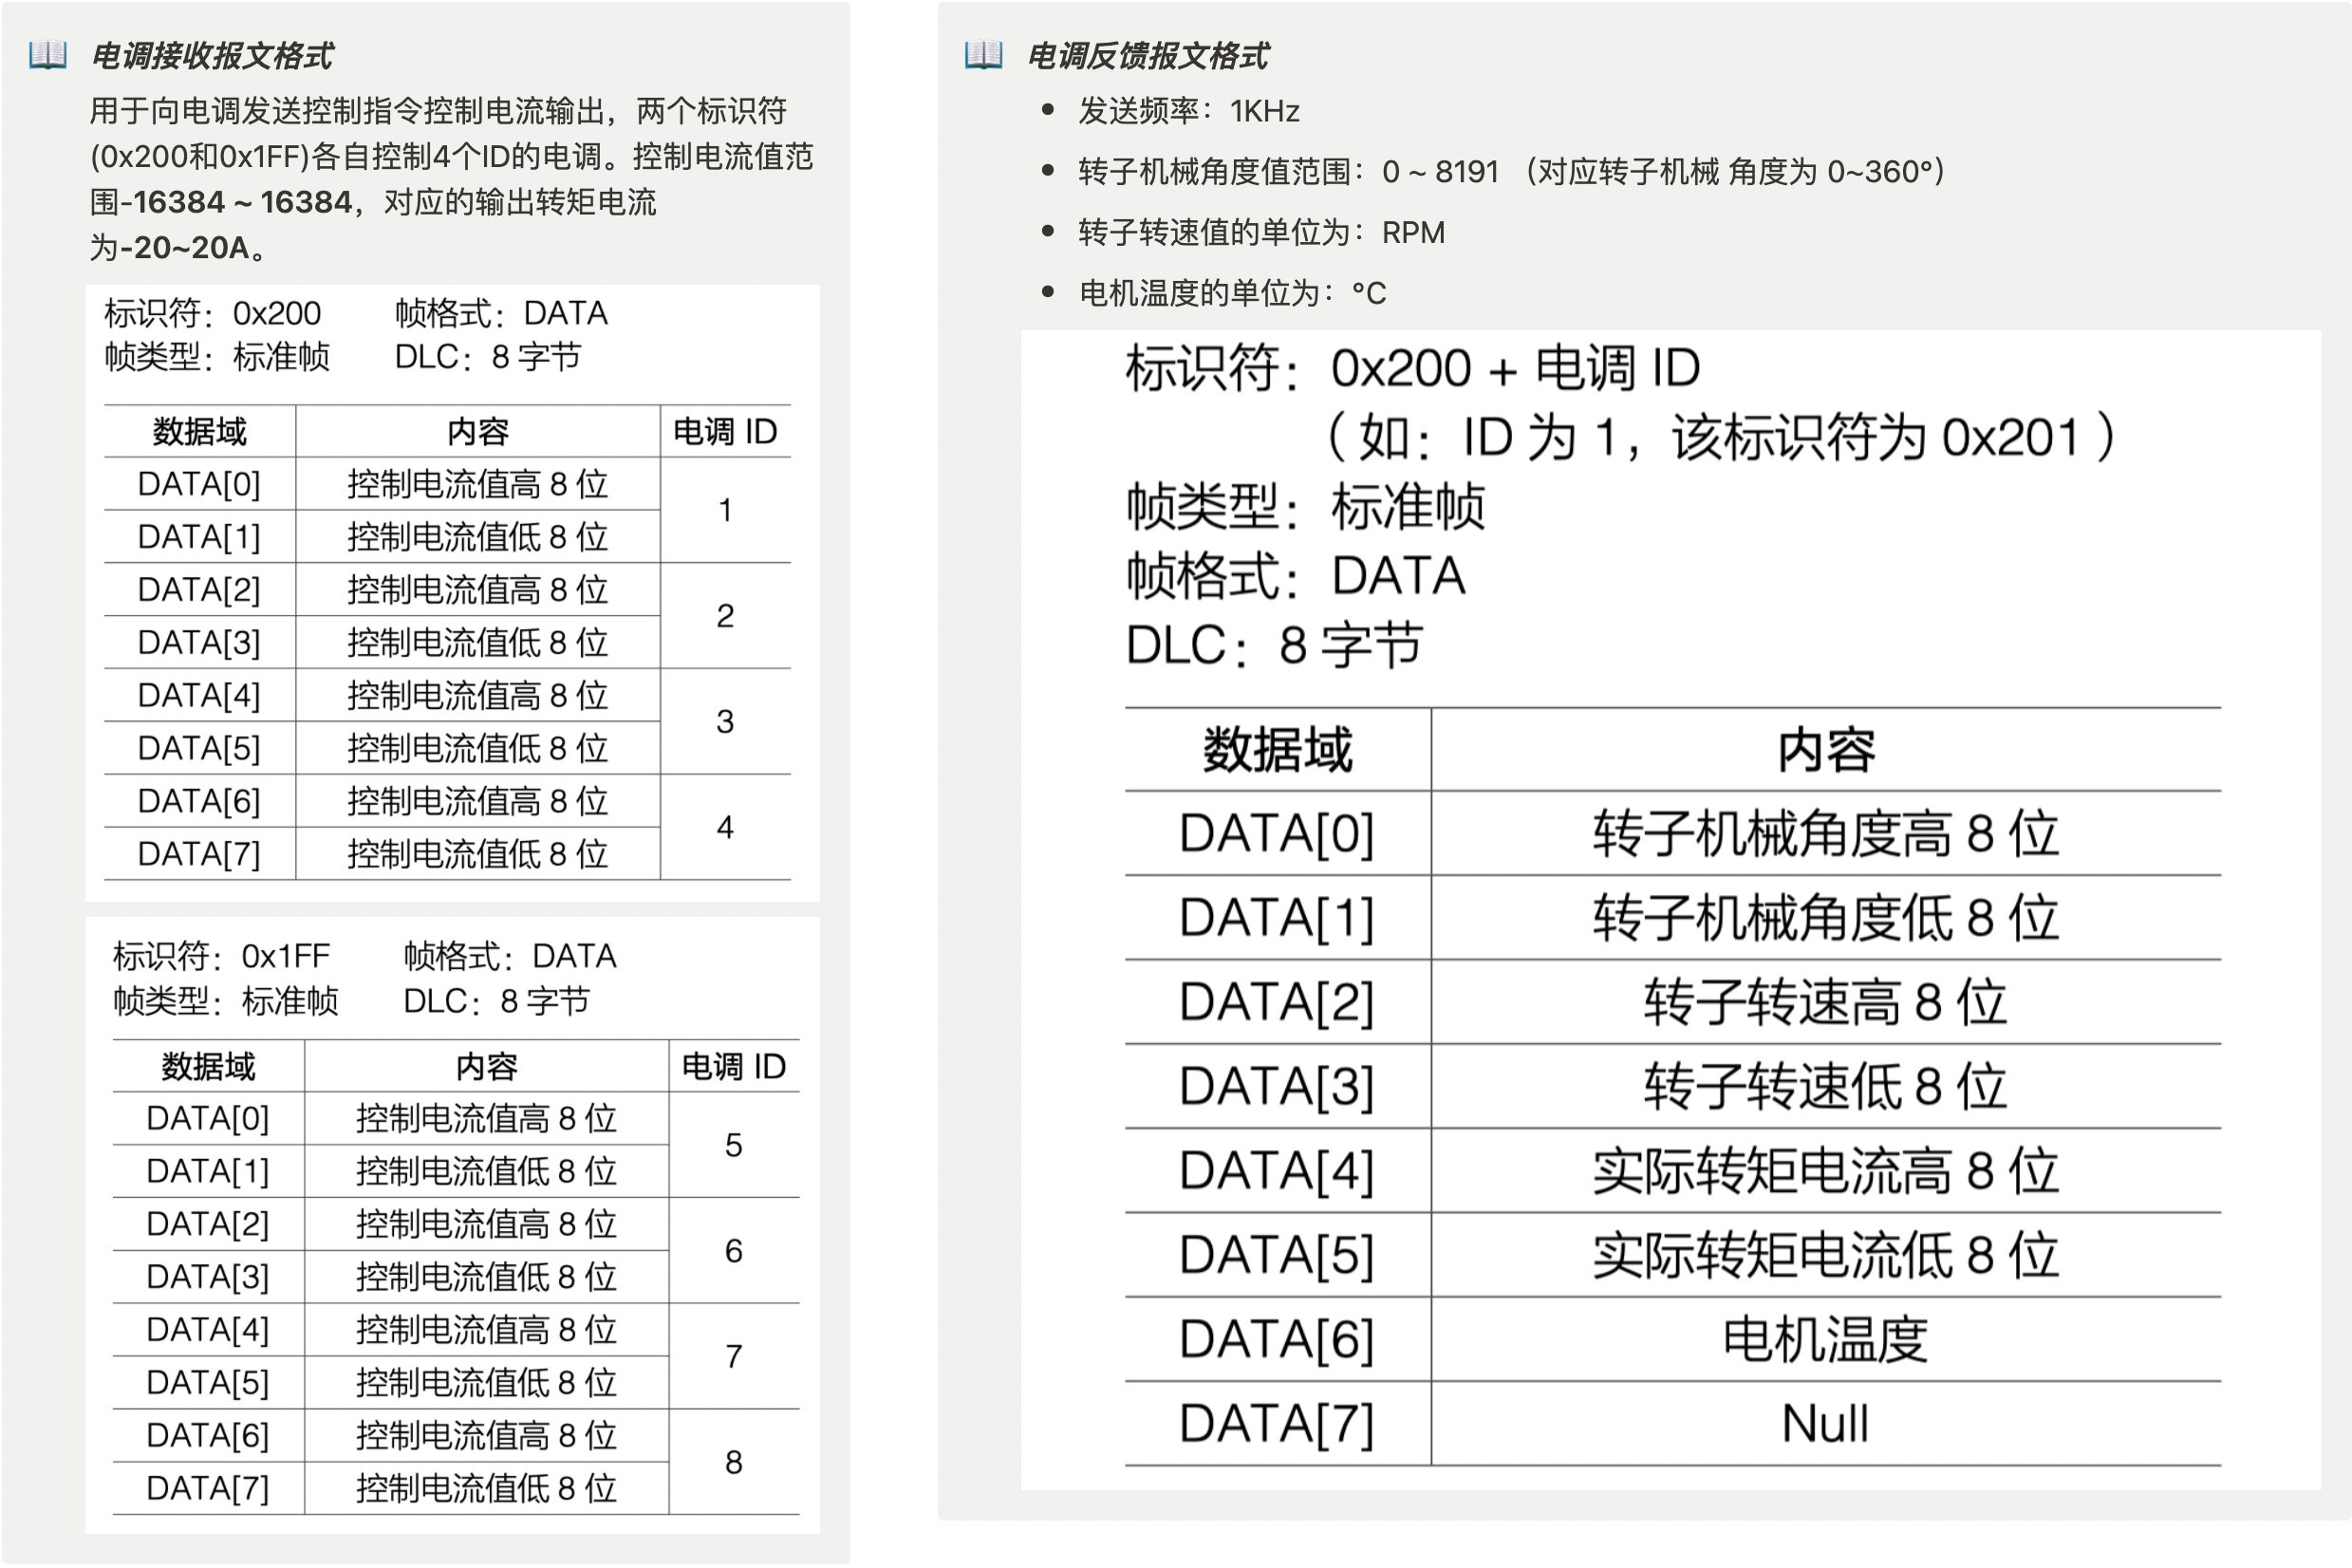 电调接收报文格式
用于向电调发送控制指令控制电流输出，两个标识符
(0x200和0x1FF)各自控制4个ID的电调。控制电流值范
围-16384 ~ 16384，对应的输出转矩电流
为-20~20A。
标识符：0x200 帧格式：DATA
帧类型：标准帧 DLC：8 字节
数据域 内容 电调 ID
DATA[0] 控制电流值高 8 位 1
DATA[1] 控制电流值低 8 位
DATA[2] 控制电流值高 8 位 2
DATA[3] 控制电流值低 8 位
DATA[4] 控制电流值高 8 位 3
DATA[5] 控制电流值低 8 位
DATA[6] 控制电流值高 8 位 4
DATA[7] 控制电流值低 8 位
标识符：0x1FF 帧格式：DATA
帧类型：标准帧 DLC：8 字节
数据域 内容 电调 ID
DATA[0] 控制电流值高 8 位 5
DATA[1] 控制电流值低 8 位
DATA[2] 控制电流值高 8 位 6
DATA[3] 控制电流值低 8 位
DATA[4] 控制电流值高 8 位 7
DATA[5] 控制电流值低 8 位
DATA[6] 控制电流值高 8 位 8
DATA[7] 控制电流值低 8 位
电调反馈报文格式
• 发送频率：1KHz
• 转子机械角度值范围：0 ~ 8191 （对应转子机械 角度为 0~360°）
• 转子转速值的单位为：RPM
• 电机温度的单位为：°C
标识符：0x200 + 电调 ID
（如：ID 为 1，该标识符为 0x201）
帧类型：标准帧
帧格式：DATA
DLC：8 字节
数据域 内容
DATA[0] 转子机械角度高 8 位
DATA[1] 转子机械角度低 8 位
DATA[2] 转子转速高 8 位
DATA[3] 转子转速低 8 位
DATA[4] 实际转矩电流高 8 位
DATA[5] 实际转矩电流低 8 位
DATA[6] 电机温度
DATA[7] Null